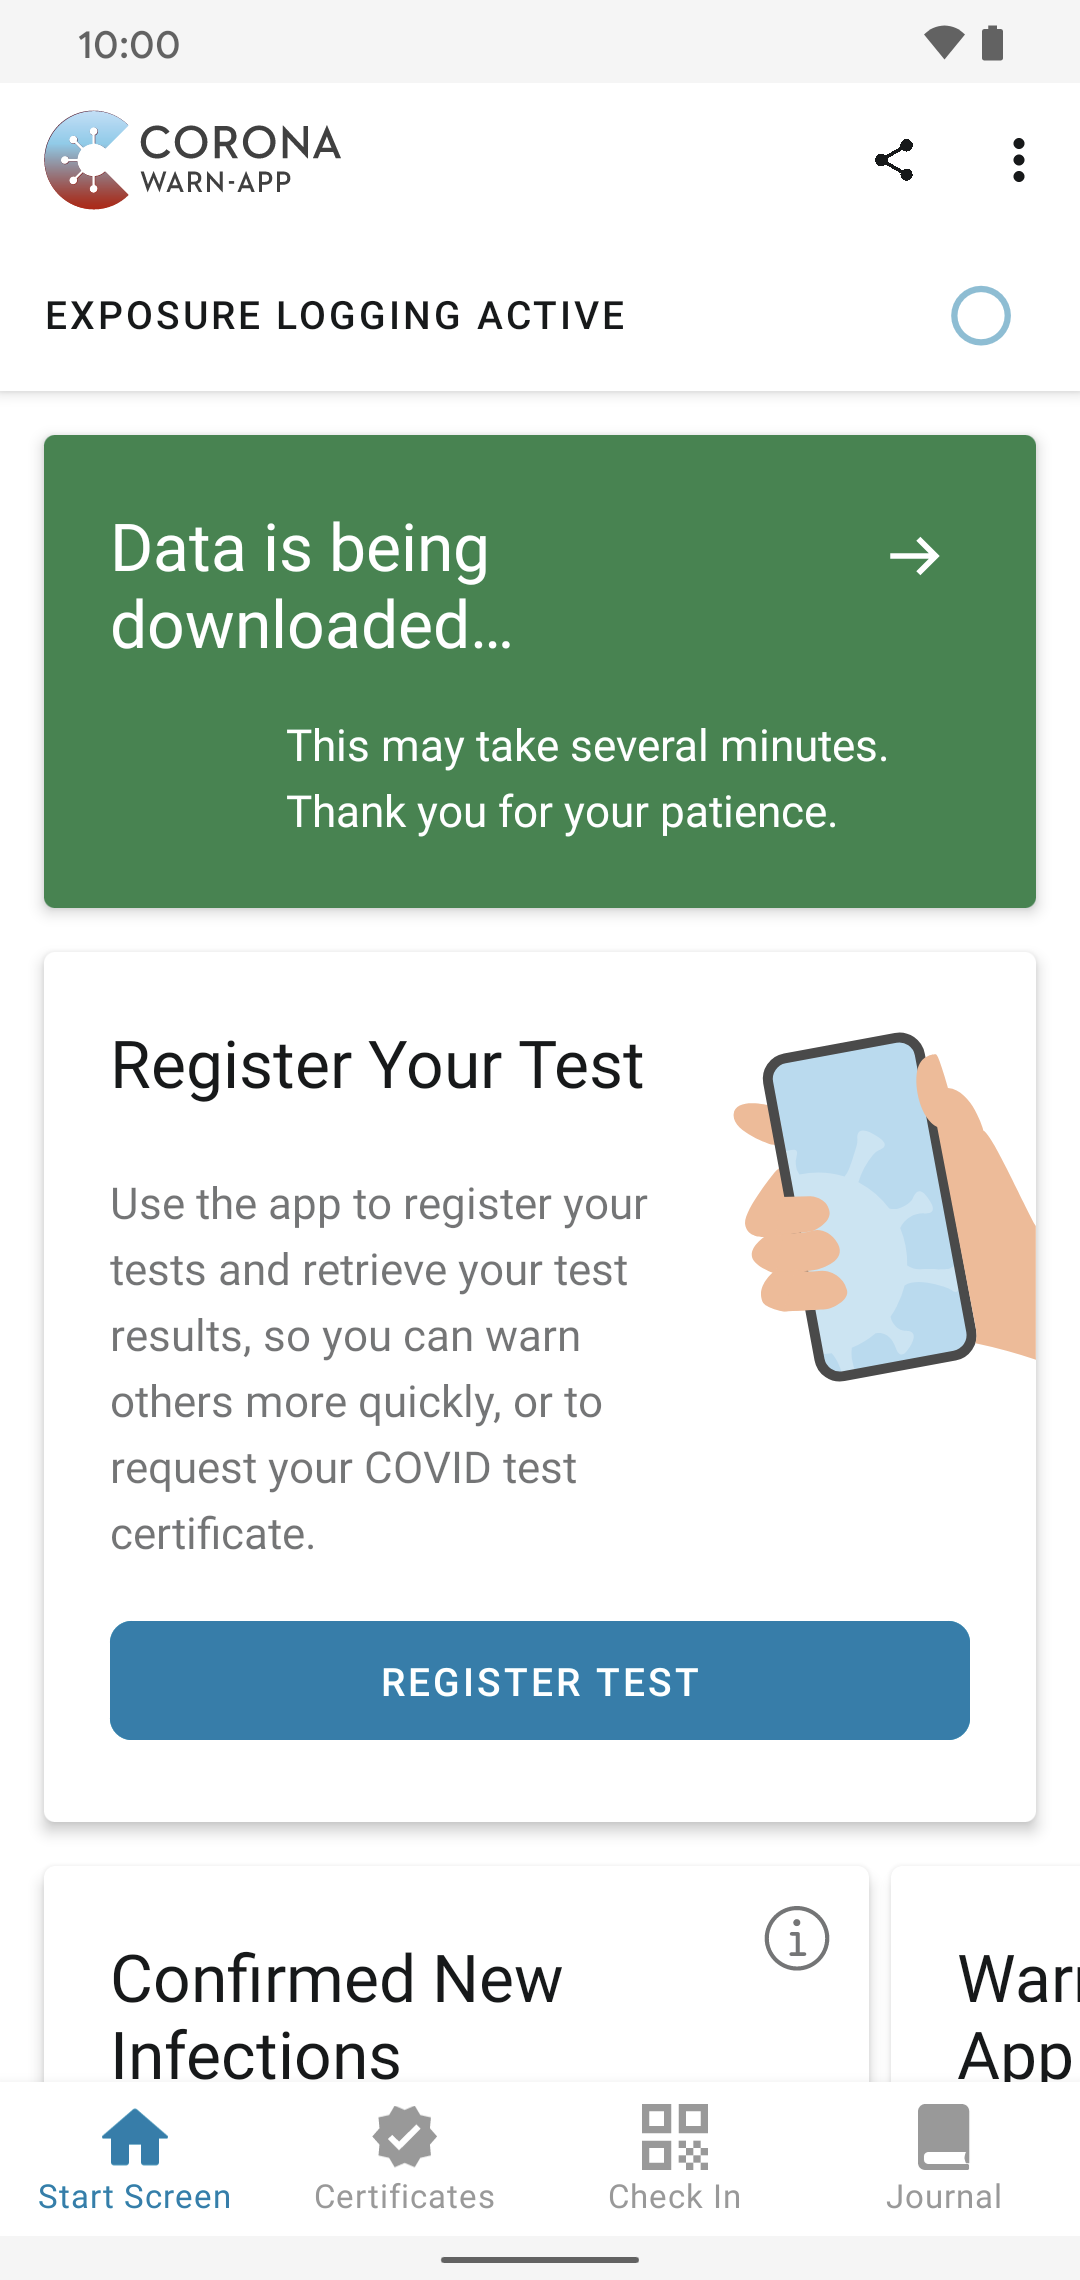 10:00
CORONA
WARN-APP
EXPOSURE LOGGING ACTIVE
Data is being
downloaded…
This may take several minutes.
Thank you for your patience.
Register Your Test
Use the app to register your
tests and retrieve your test
results, so you can warn
others more quickly, or to
request your COVID test
certificate.
REGISTER TEST
Confirmed New
Infections
App
Start Screen
Certificates
Check In
Journal